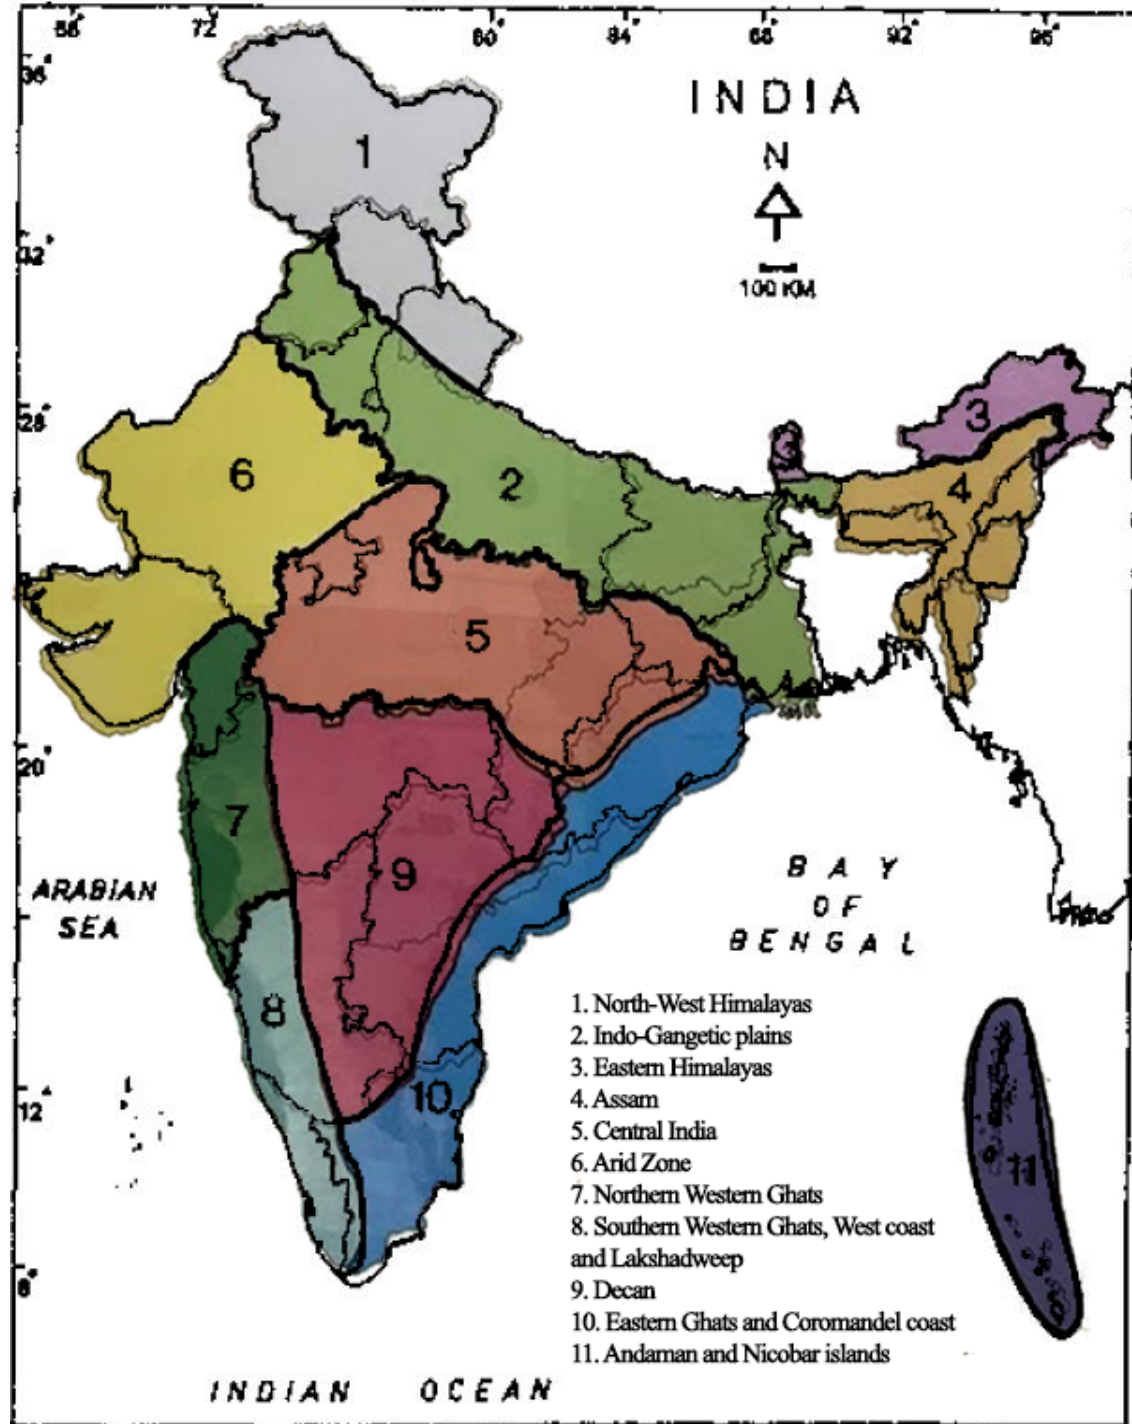 68° 72° 80° 84° 88° 92° 96°
36°
INDIA
1
N
32°
100 KM
28°
3
3
6
2
4
5
20°
7
9
ARABIAN
SEA
BAY
OF
BENGAL
8
1. North-West Himalayas
2. Indo-Gangetic plains
3. Eastern Himalayas
10
4. Assam
12°
5. Central India
11
6. Arid Zone
7. Northern Western Ghats
8. Southern Western Ghats, West coast
and Lakshadweep
8°
9. Decan
10. Eastern Ghats and Coromandel coast
11. Andaman and Nicobar islands
INDIAN OCEAN